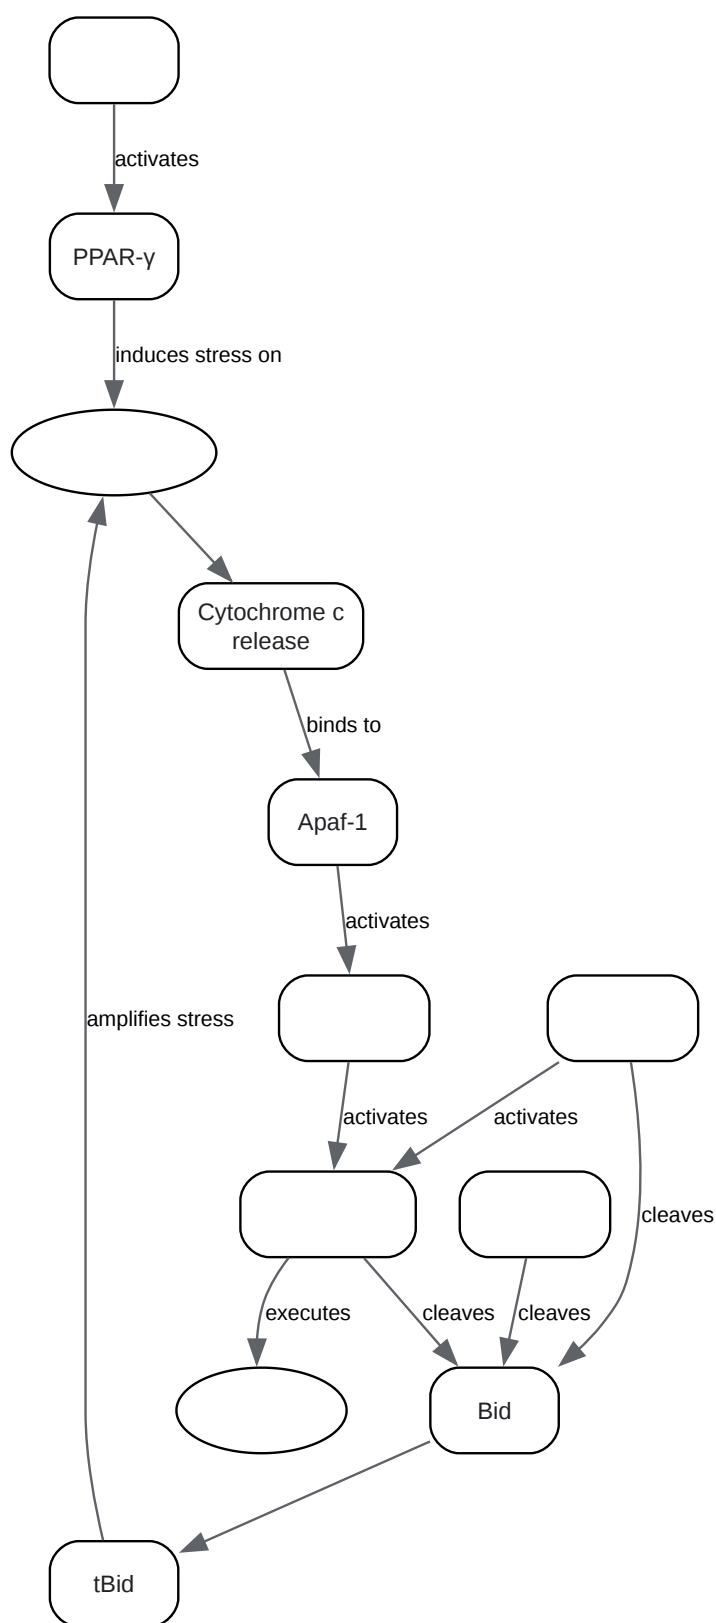 activates
PPAR-γ
induces stress on
Cytochrome c
release
binds to
Apaf-1
activates
amplifies stress
activates
activates
cleaves
executes
cleaves
cleaves
Bid
tBid